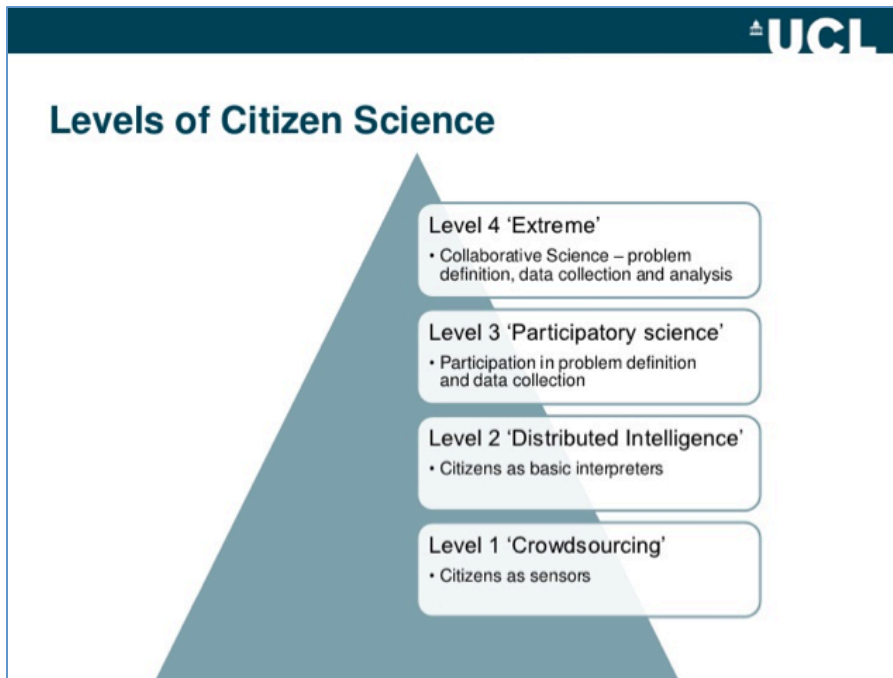 UCL
Levels of Citizen Science
Level 4 ‘Extreme’
• Collaborative Science – problem
definition, data collection and analysis
Level 3 ‘Participatory science’
• Participation in problem definition
and data collection
Level 2 ‘Distributed Intelligence’
• Citizens as basic interpreters
Level 1 ‘Crowdsourcing’
• Citizens as sensors